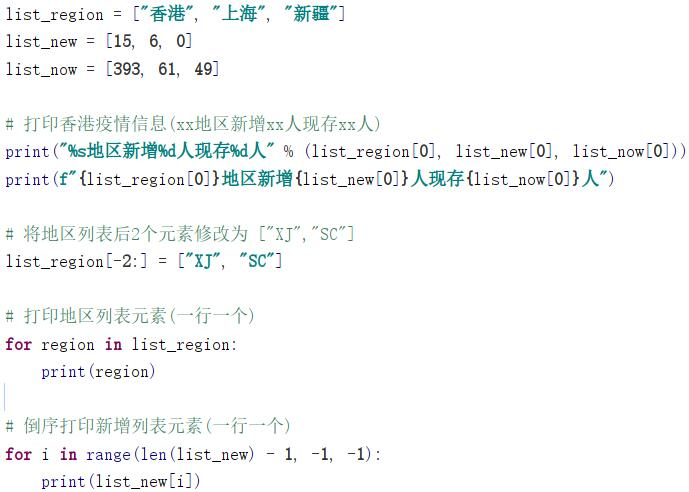 list_region = ["香港", "上海", "新疆"]
list_new = [15, 6, 0]
list_now = [393, 61, 49]
# 打印香港疫情信息(xx地区新增xx人现存xx人)
print("%s地区新增%d人现存%d人" % (list_region[0], list_new[0], list_now[0]))
print(f"{list_region[0]}地区新增{list_new[0]}人现存{list_now[0]}人")
# 将地区列表后2个元素修改为 ["XJ","SC"]
list_region[-2:] = ["XJ", "SC"]
# 打印地区列表元素(一行一个)
for region in list_region:
    print(region)
# 倒序打印新增列表元素(一行一个)
for i in range(len(list_new) - 1, -1, -1):
    print(list_new[i])